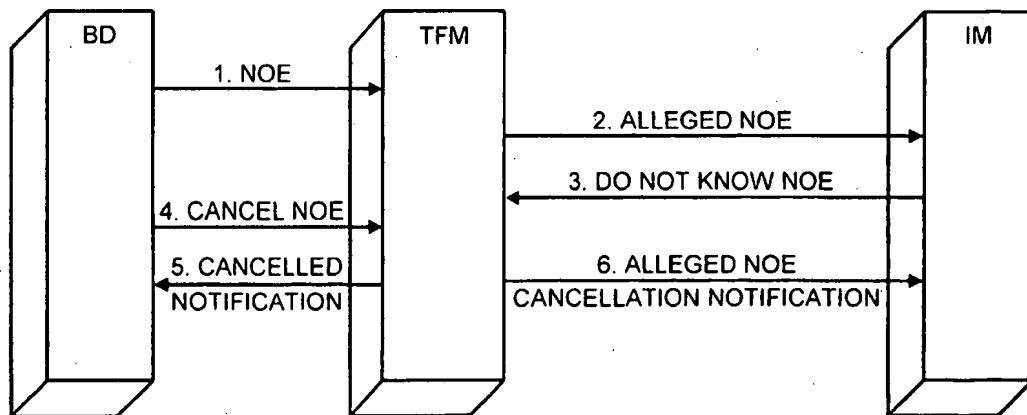 BD
TFM
IM
1. NOE
2. ALLEGED NOE
3. DO NOT KNOW NOE
4. CANCEL NOE
5. CANCELLED
NOTIFICATION
6. ALLEGED NOE
CANCELLATION NOTIFICATION